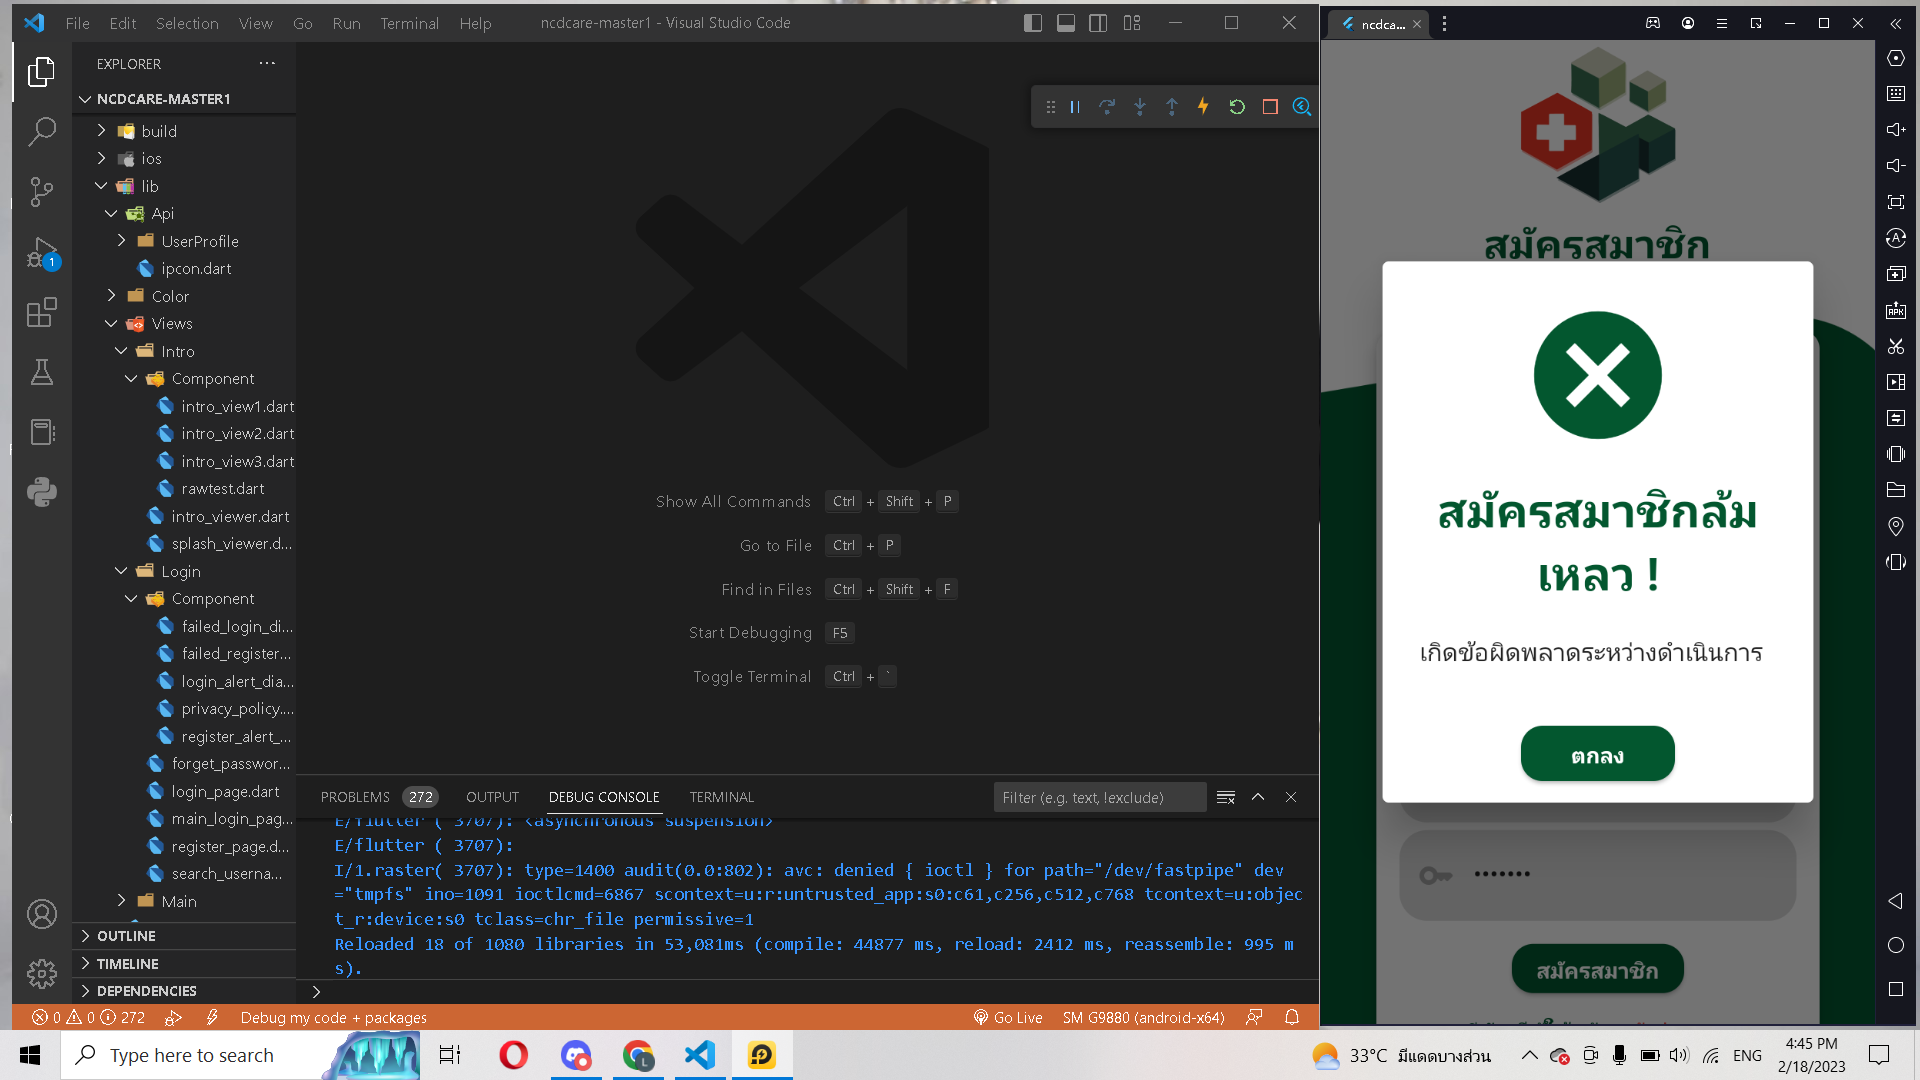 File Edit Selection View Go Run Terminal Help
ncdcare-master1 - Visual Studio Code
EXPLORER
NCDCARE-MASTER1
build
ios
lib
Api
UserProfile
ipcon.dart
Color
Views
Intro
Component
intro_view1.dart
intro_view2.dart
intro_view3.dart
rawtest.dart
intro_viewer.dart
splash_viewer.d...
Login
Component
failed_login_di...
failed_register...
login_alert_dia...
privacy_policy....
register_alert_...
forget_passwor...
login_page.dart
main_login_pag...
register_page.d...
search_userna...
Main
OUTLINE
TIMELINE
DEPENDENCIES
1
Show All Commands Ctrl + Shift + P
Go to File Ctrl + P
Find in Files Ctrl + Shift + F
Start Debugging F5
Toggle Terminal Ctrl + `
PROBLEMS 272 OUTPUT DEBUG CONSOLE TERMINAL
Filter (e.g. text, !exclude)
E/flutter ( 3707): <asynchronous suspension>
E/flutter ( 3707):
I/1.raster( 3707): type=1400 audit(0.0:802): avc: denied { ioctl } for path="/dev/fastpipe" dev
="tmpfs" ino=1091 ioctlcmd=6867 scontext=u:r:untrusted_app:s0:c61,c256,c512,c768 tcontext=u:objec
t_r:device:s0 tclass=chr_file permissive=1
Reloaded 18 of 1080 libraries in 53,081ms (compile: 44877 ms, reload: 2412 ms, reassemble: 995 m
s).
0 0 272 Debug my code + packages
Go Live SM G9880 (android-x64)
ncdca...
APK
สมัครสมาชิก
สมัครสมาชิกล้ม
เหลว !
เกิดข้อผิดพลาดระหว่างดำเนินการ
ตกลง
สมัครสมาชิก
Type here to search
33°C มีแดดบางส่วน
ENG
4:45 PM
2/18/2023